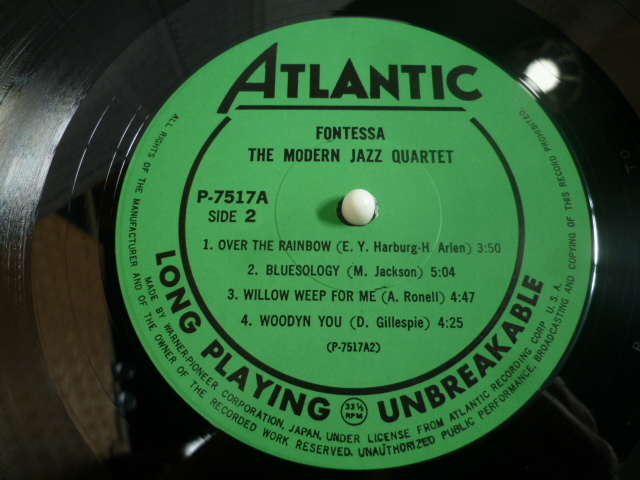 ATLANTIC
FONTESSA
THE MODERN JAZZ QUARTET
P-7517A
SIDE 2
1. OVER THE RAINBOW (E. Y. Harburg-H. Arlen) 3:50
2. BLUESOLOGY (M. Jackson) 5:04
3. WILLOW WEEP FOR ME (A. Ronell) 4:47
4. WOODYN YOU (D. Gillespie) 4:25
(P-7517A2)
LONG PLAYING 33 1/3 RPM UNBREAKABLE
MADE BY WARNER-PIONEER CORPORATION, JAPAN, UNDER LICENSE FROM ATLANTIC RECORDING CORP. U.S.A.
ALL RIGHTS OF THE MANUFACTURER AND OF THE OWNER OF THE RECORDED WORK RESERVED. UNAUTHORIZED PUBLIC PERFORMANCE, BROADCASTING AND COPYING OF THIS RECORD PROHIBITED.